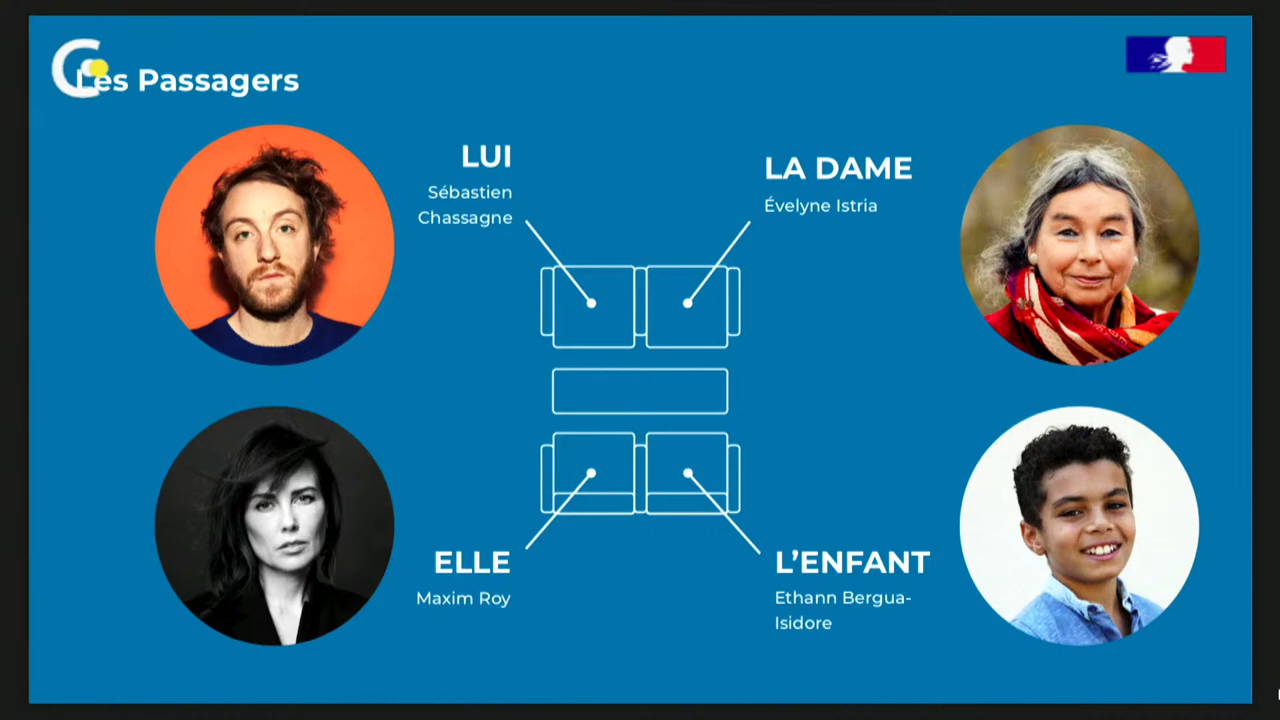 Les Passagers
LUI
Sébastien
Chassagne
LA DAME
Évelyne Istria
ELLE
Maxim Roy
L’ENFANT
Ethann Bergua-
Isidore